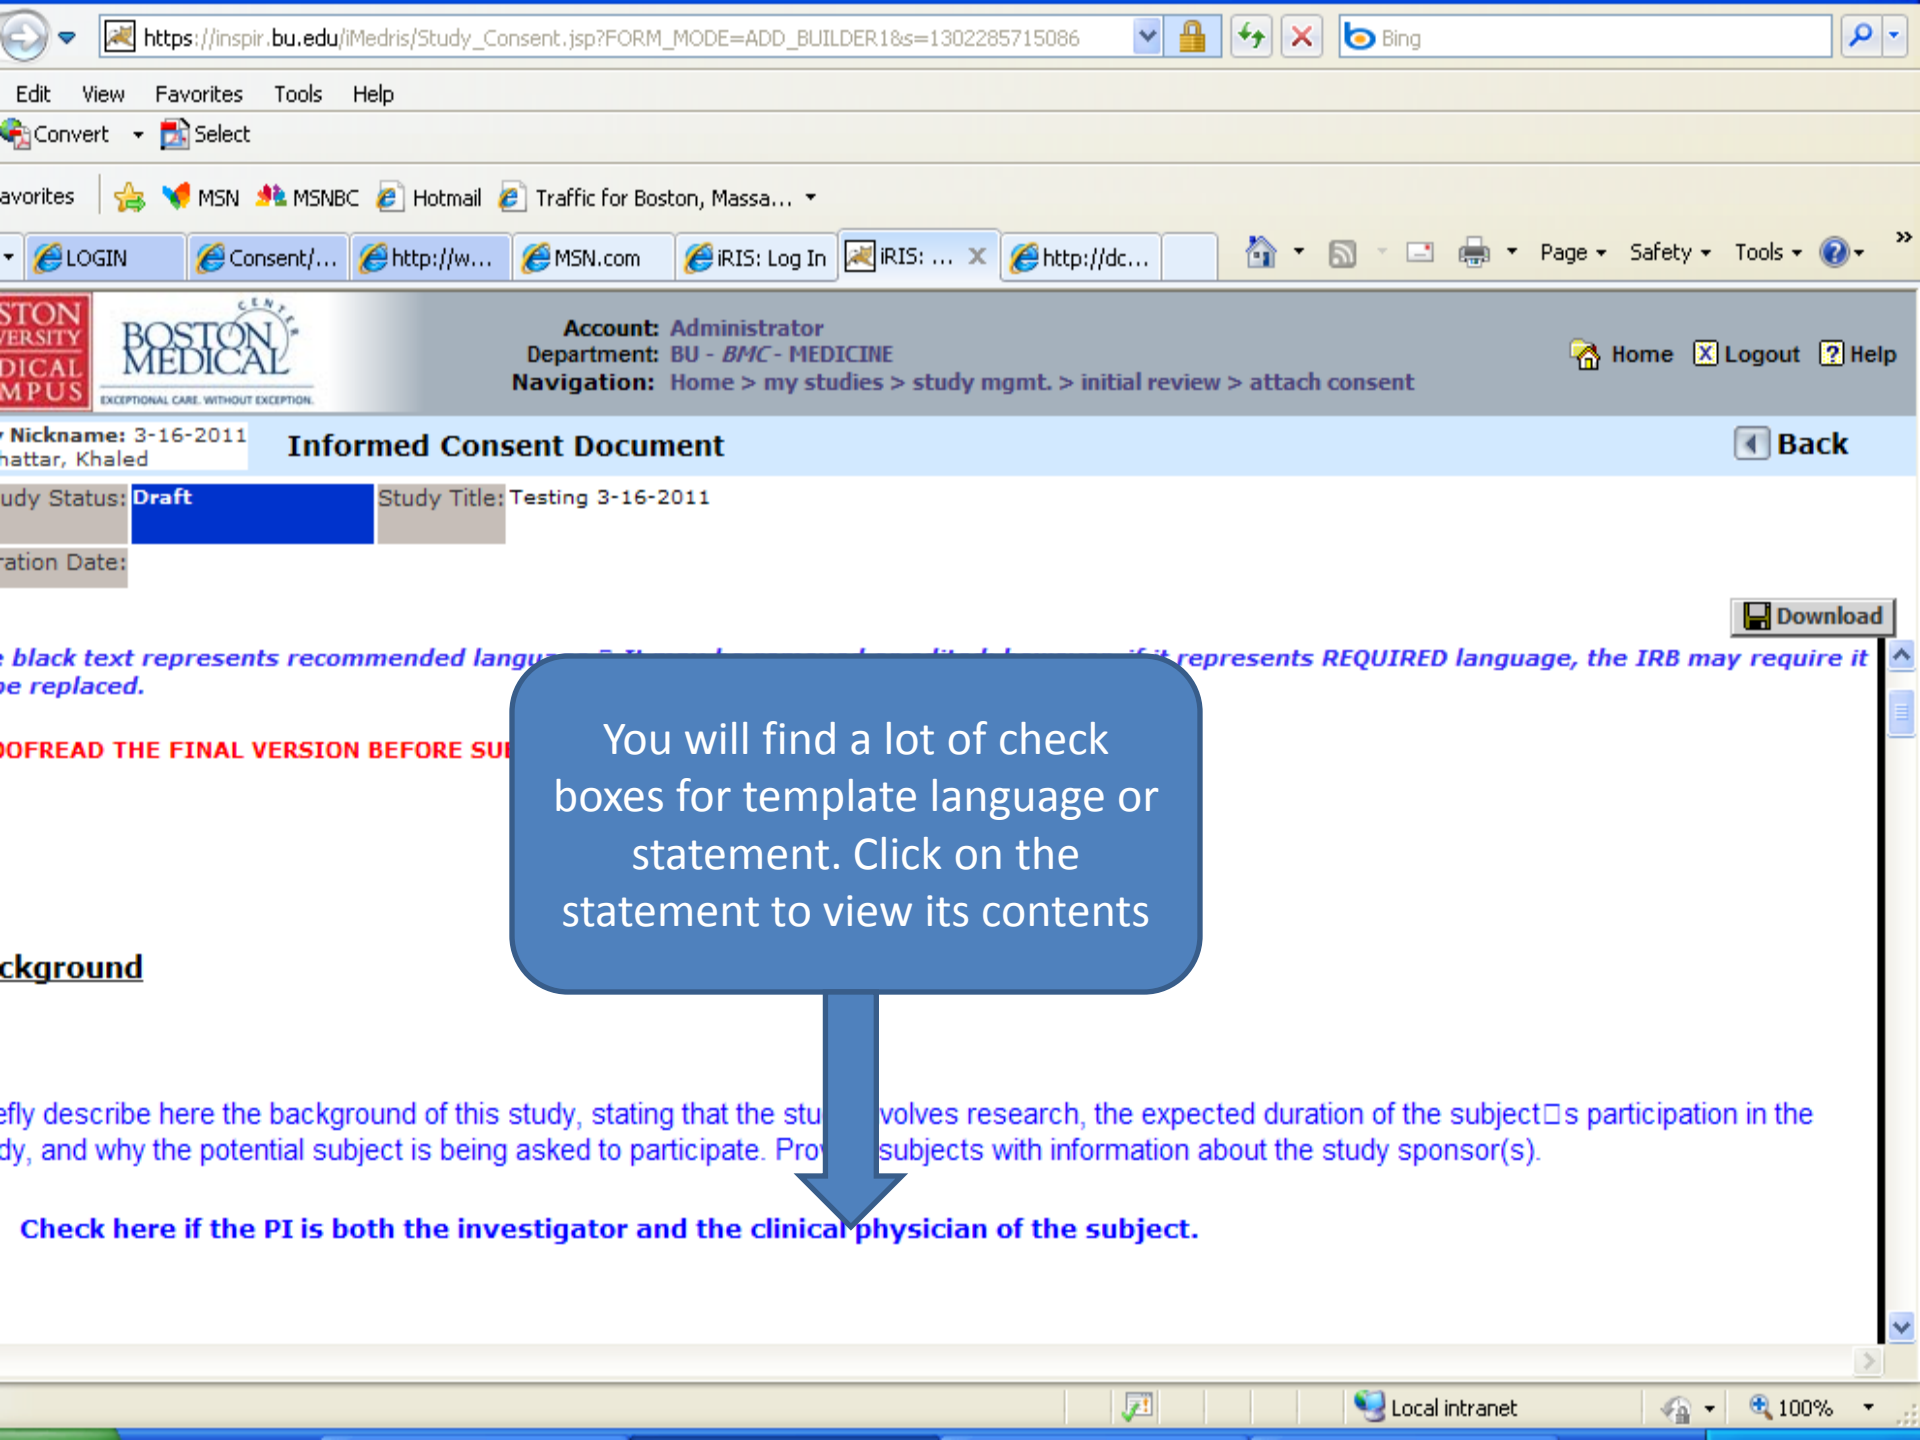 https://inspir.bu.edu/iMedris/Study_Consent.jsp?FORM_MODE=ADD_BUILDER1&s=1302285715086
Bing
Edit View Favorites Tools Help
Convert Select
avorites MSN MSNBC Hotmail Traffic for Boston, Massa...
LOGIN Consent/... http://w... MSN.com iRIS: Log In iRIS: ... http://dc... Page Safety Tools »
STON
VERSITY
DICAL
MPUS
BOSTON
MEDICAL
CENTER
EXCEPTIONAL CARE. WITHOUT EXCEPTION.
Account: Administrator
Department: BU - BMC - MEDICINE
Navigation: Home > my studies > study mgmt. > initial review > attach consent
Home Logout Help
y Nickname: 3-16-2011
hattar, Khaled
Informed Consent Document
Back
udy Status: Draft Study Title: Testing 3-16-2011
ration Date:
Download
e black text represents recommended if it represents REQUIRED language, the IRB may require it
be replaced.
OOFREAD THE FINAL VERSION BEFORE SU
You will find a lot of check
boxes for template language or
statement. Click on the
statement to view its contents
ckground
efly describe here the background of this study, stating that the stu volves research, the expected duration of the subject□s participation in the
dy, and why the potential subject is being asked to participate. Pro subjects with information about the study sponsor(s).
Check here if the PI is both the investigator and the clinical physician of the subject.
Local intranet 100%